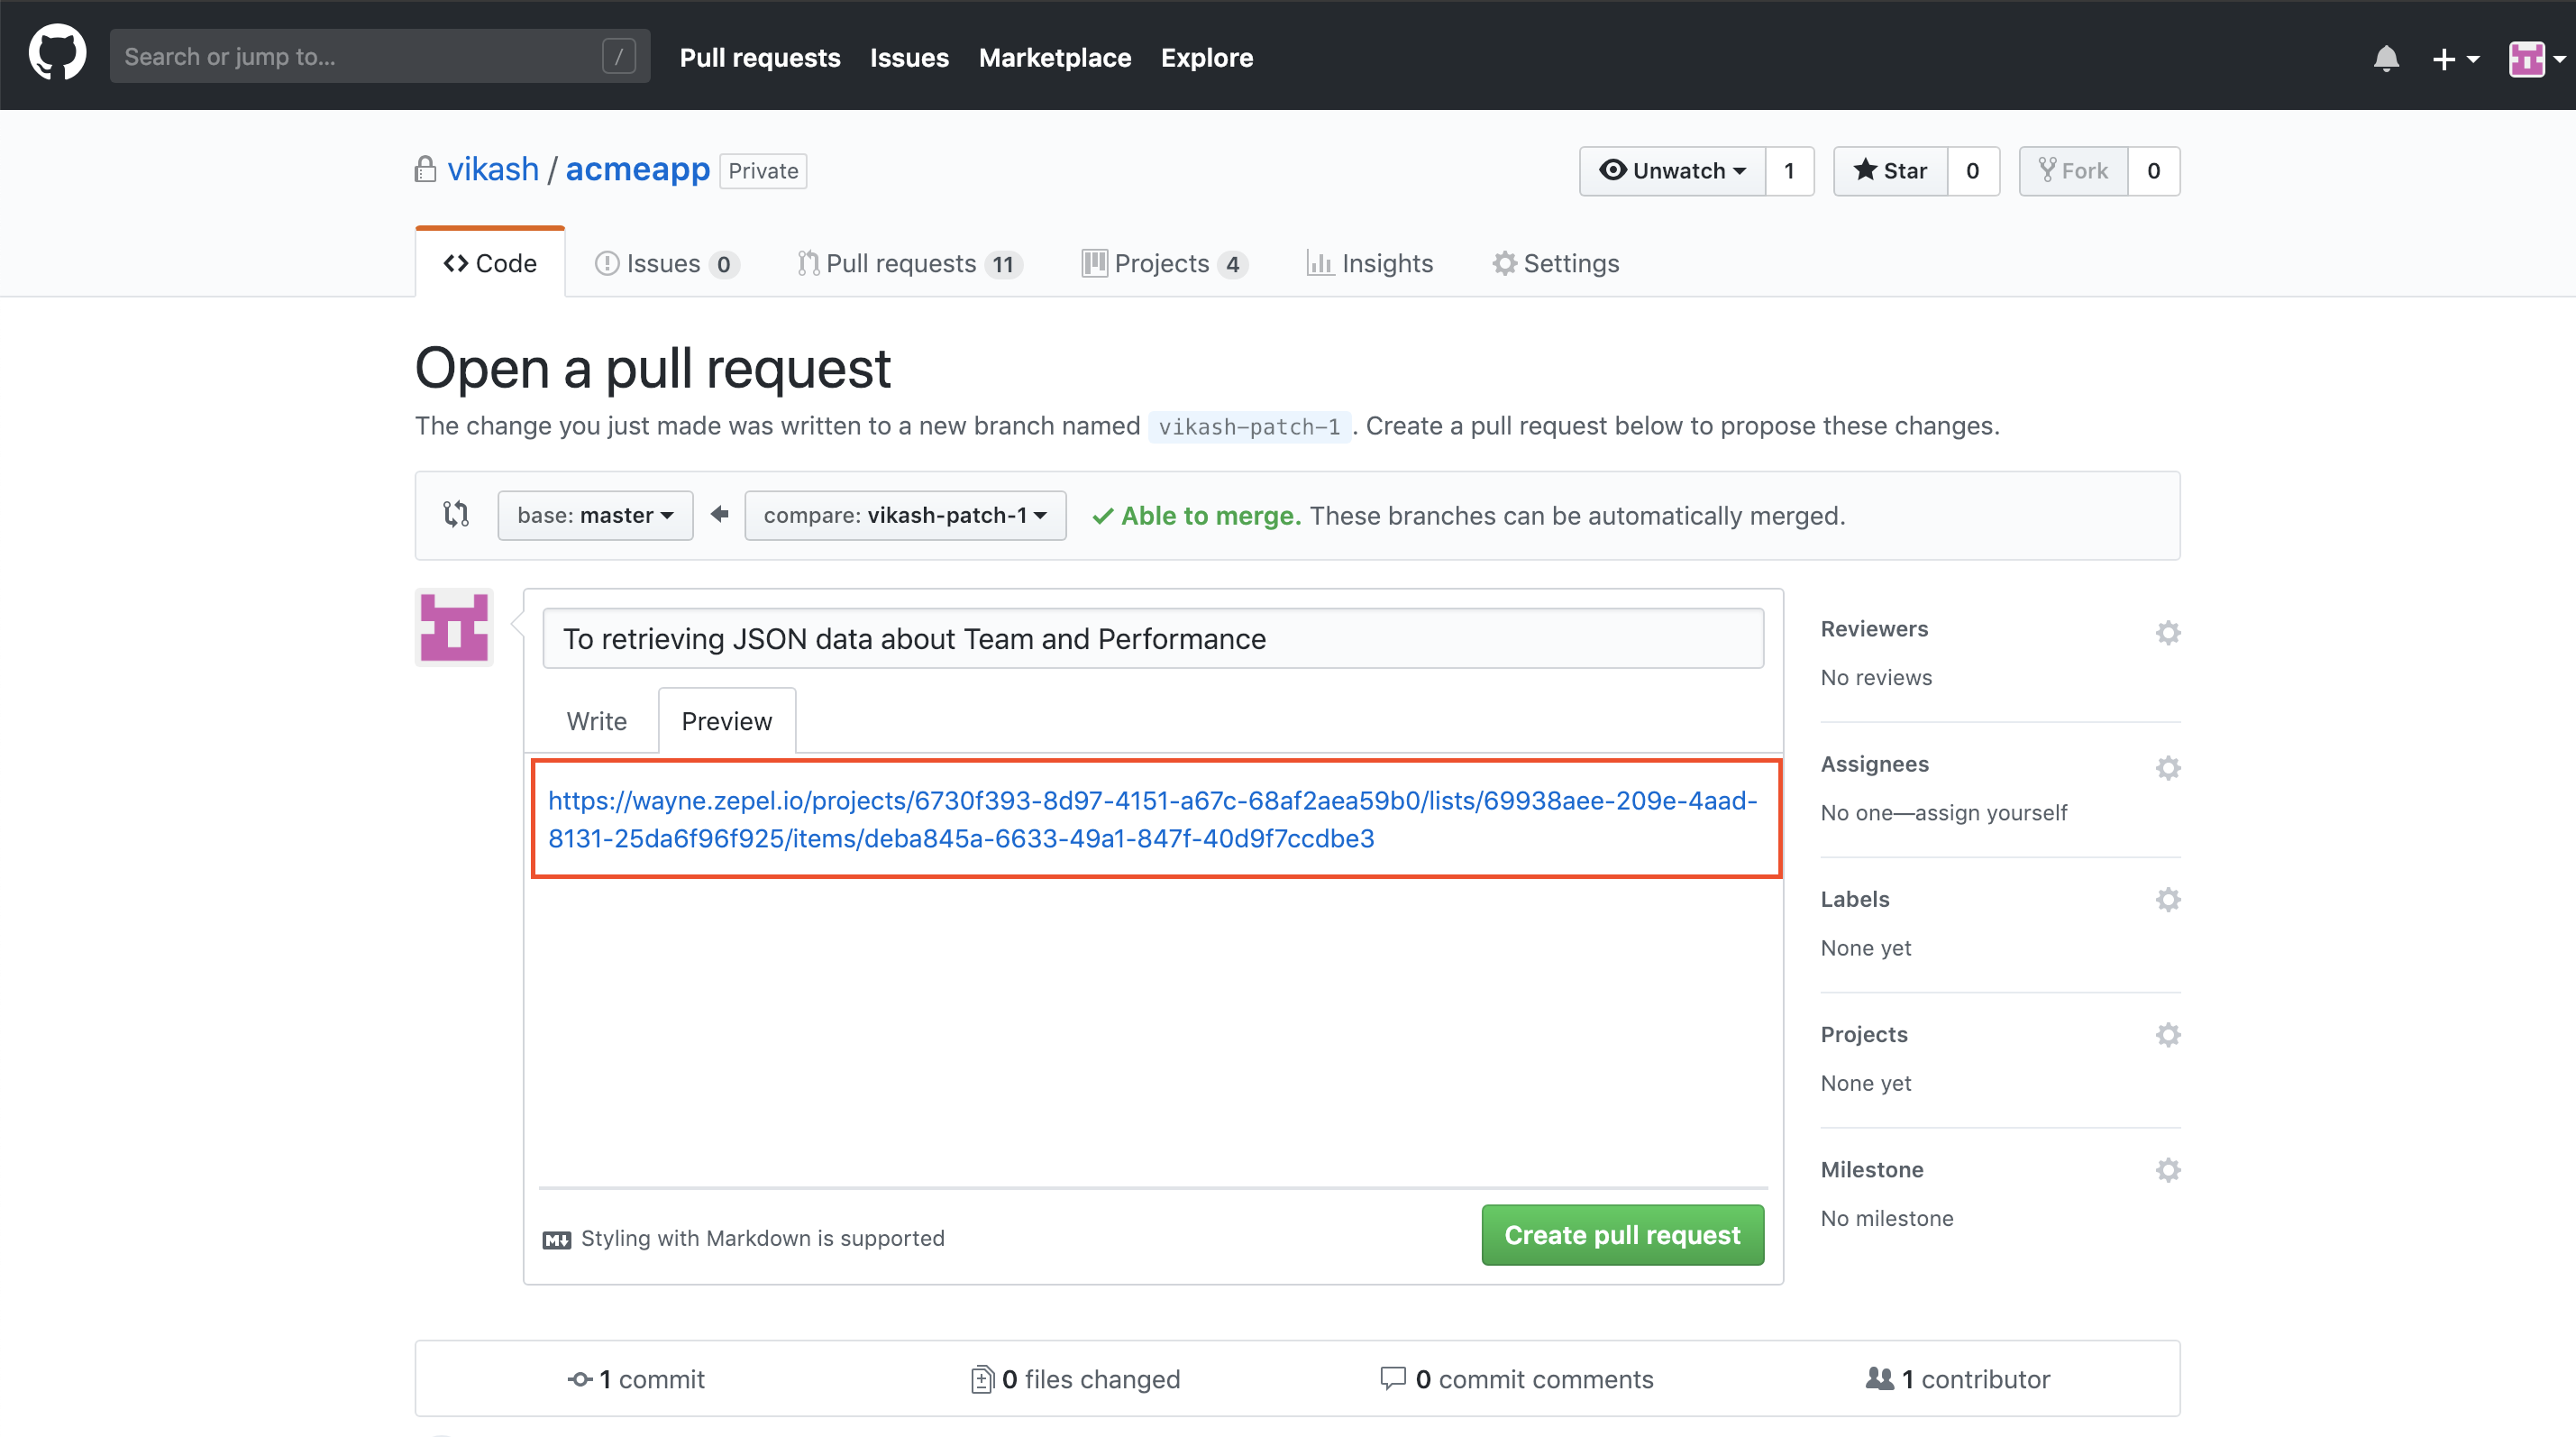 Search or jump to... /
Pull requests Issues Marketplace Explore
vikash / acmeapp Private
Unwatch 1 Star 0 Fork 0
Code Issues 0 Pull requests 11 Projects 4 Insights Settings
Open a pull request
The change you just made was written to a new branch named vikash-patch-1. Create a pull request below to propose these changes.
base: master compare: vikash-patch-1 Able to merge. These branches can be automatically merged.
To retrieving JSON data about Team and Performance
Write Preview
https://wayne.zepel.io/projects/6730f393-8d97-4151-a67c-68af2aea59b0/lists/69938aee-209e-4aad-
8131-25da6f96f925/items/deba845a-6633-49a1-847f-40d9f7ccdbe3
Styling with Markdown is supported
Create pull request
Reviewers
No reviews
Assignees
No one—assign yourself
Labels
None yet
Projects
None yet
Milestone
No milestone
1 commit 0 files changed 0 commit comments 1 contributor